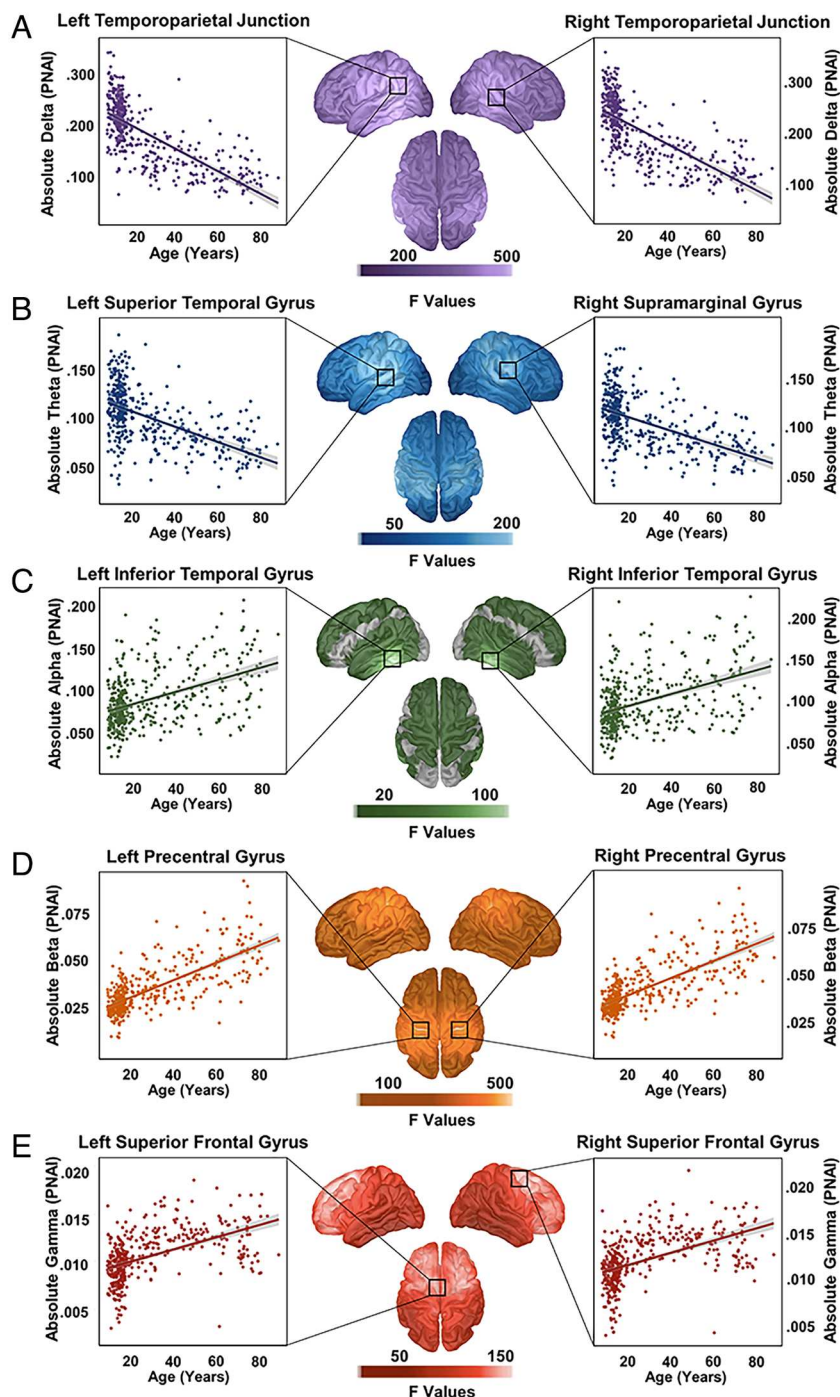 A
Left Temporoparietal Junction
Right Temporoparietal Junction
Absolute Delta (PNAI)
.300
.200
.100
20 40 60 80
Age (Years)
200 500
F Values
.300
.200
.100
Absolute Delta (PNAI)
20 40 60 80
Age (Years)
B
Left Superior Temporal Gyrus
Right Supramarginal Gyrus
Absolute Theta (PNAI)
.150
.100
.050
20 40 60 80
Age (Years)
50 200
F Values
.150
.100
.050
Absolute Theta (PNAI)
20 40 60 80
Age (Years)
C
Left Inferior Temporal Gyrus
Right Inferior Temporal Gyrus
Absolute Alpha (PNAI)
.200
.150
.100
.050
20 40 60 80
Age (Years)
20 100
F Values
.200
.150
.100
.050
Absolute Alpha (PNAI)
20 40 60 80
Age (Years)
D
Left Precentral Gyrus
Right Precentral Gyrus
Absolute Beta (PNAI)
.075
.050
.025
20 40 60 80
Age (Years)
100 500
F Values
.075
.050
.025
Absolute Beta (PNAI)
20 40 60 80
Age (Years)
E
Left Superior Frontal Gyrus
Right Superior Frontal Gyrus
Absolute Gamma (PNAI)
.020
.015
.010
.005
20 40 60 80
Age (Years)
50 150
F Values
.020
.015
.010
.005
Absolute Gamma (PNAI)
20 40 60 80
Age (Years)